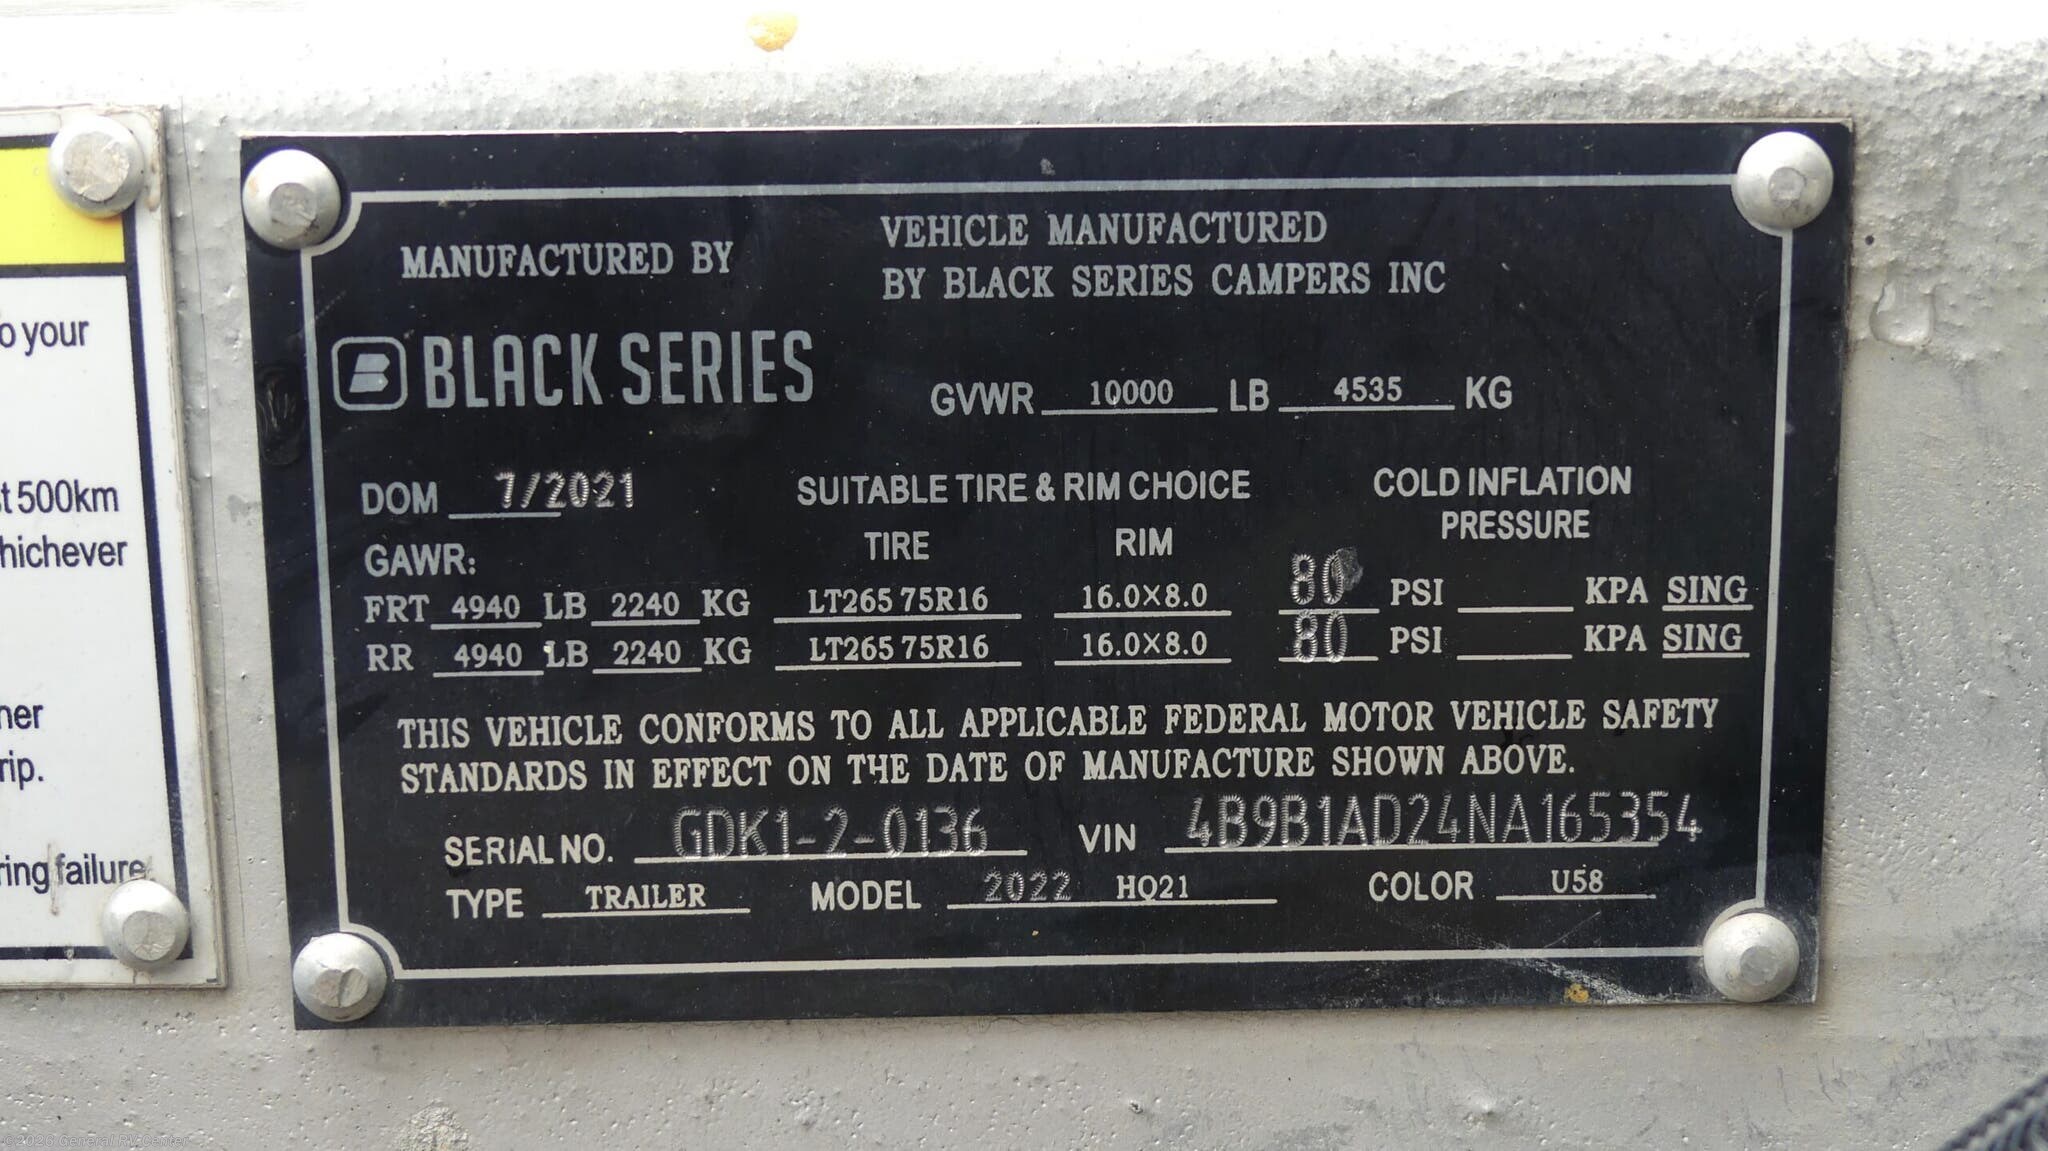 o your
t 500km
hichever
ner
rip.
ring failure
MANUFACTURED BY
VEHICLE MANUFACTURED
BY BLACK SERIES CAMPERS INC
B BLACK SERIES
GVWR 10000 LB 4535 KG
DOM 7/2021
SUITABLE TIRE & RIM CHOICE
COLD INFLATION
PRESSURE
TIRE RIM
GAWR:
FRT 4940 LB 2240 KG LT265 75R16 16.0×8.0 80 PSI KPA SING
RR 4940 LB 2240 KG LT265 75R16 16.0×8.0 80 PSI KPA SING
THIS VEHICLE CONFORMS TO ALL APPLICABLE FEDERAL MOTOR VEHICLE SAFETY
STANDARDS IN EFFECT ON THE DATE OF MANUFACTURE SHOWN ABOVE.
SERIAL NO. GDK1-2-0136 VIN 4B9B1AD24NA165354
TYPE TRAILER MODEL 2022 HQ21 COLOR U58
©2026 General RV Center